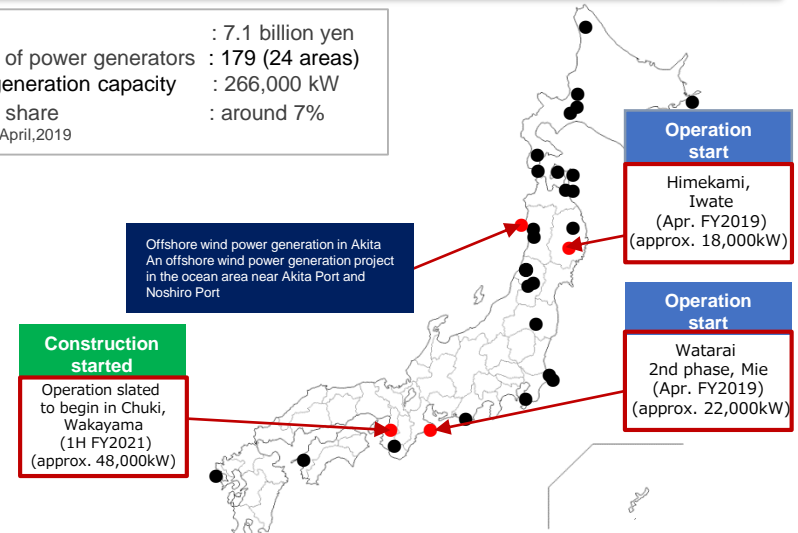 : 7.1 billion yen
of power generators : 179 (24 areas)
generation capacity : 266,000 kW
share : around 7%
April,2019
Operation
start
Himekami,
Iwate
(Apr. FY2019)
(approx. 18,000kW)
Offshore wind power generation in Akita
An offshore wind power generation project
in the ocean area near Akita Port and
Noshiro Port
Operation
start
Watarai
2nd phase, Mie
(Apr. FY2019)
(approx. 22,000kW)
Construction
started
Operation slated
to begin in Chuki,
Wakayama
(1H FY2021)
(approx. 48,000kW)